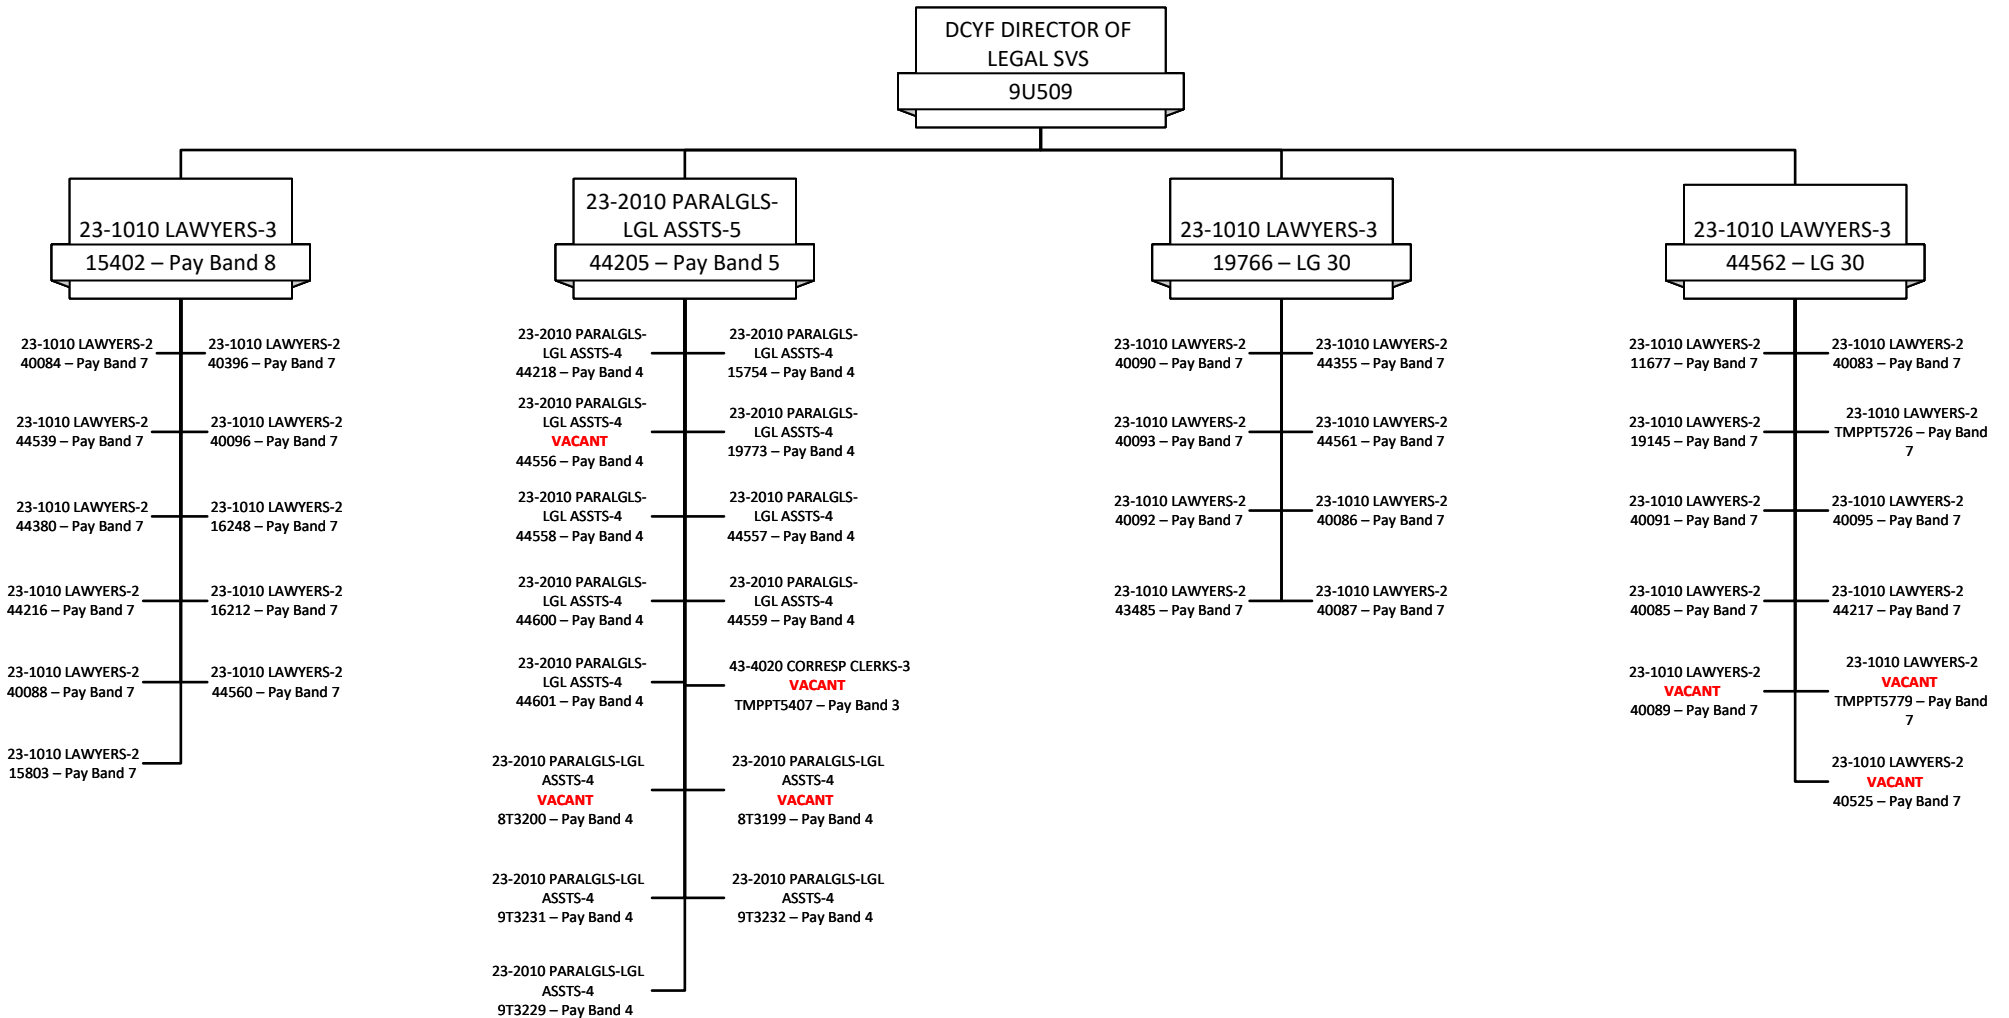 DCYF DIRECTOR OF
LEGAL SVS
9U509
23-1010 LAWYERS-3
15402 – Pay Band 8
23-1010 LAWYERS-2
40084 – Pay Band 7
23-1010 LAWYERS-2
40396 – Pay Band 7
23-1010 LAWYERS-2
44539 – Pay Band 7
23-1010 LAWYERS-2
40096 – Pay Band 7
23-1010 LAWYERS-2
44380 – Pay Band 7
23-1010 LAWYERS-2
16248 – Pay Band 7
23-1010 LAWYERS-2
44216 – Pay Band 7
23-1010 LAWYERS-2
16212 – Pay Band 7
23-1010 LAWYERS-2
40088 – Pay Band 7
23-1010 LAWYERS-2
44560 – Pay Band 7
23-1010 LAWYERS-2
15803 – Pay Band 7
23-2010 PARALGLS-
LGL ASSTS-5
44205 – Pay Band 5
23-2010 PARALGLS-
LGL ASSTS-4
44218 – Pay Band 4
23-2010 PARALGLS-
LGL ASSTS-4
15754 – Pay Band 4
23-2010 PARALGLS-
LGL ASSTS-4
VACANT
44556 – Pay Band 4
23-2010 PARALGLS-
LGL ASSTS-4
19773 – Pay Band 4
23-2010 PARALGLS-
LGL ASSTS-4
44558 – Pay Band 4
23-2010 PARALGLS-
LGL ASSTS-4
44557 – Pay Band 4
23-2010 PARALGLS-
LGL ASSTS-4
44600 – Pay Band 4
23-2010 PARALGLS-
LGL ASSTS-4
44559 – Pay Band 4
23-2010 PARALGLS-
LGL ASSTS-4
44601 – Pay Band 4
43-4020 CORRESP CLERKS-3
VACANT
TMPPT5407 – Pay Band 3
23-2010 PARALGLS-LGL
ASSTS-4
VACANT
8T3200 – Pay Band 4
23-2010 PARALGLS-LGL
ASSTS-4
VACANT
8T3199 – Pay Band 4
23-2010 PARALGLS-LGL
ASSTS-4
9T3231 – Pay Band 4
23-2010 PARALGLS-LGL
ASSTS-4
9T3232 – Pay Band 4
23-2010 PARALGLS-LGL
ASSTS-4
9T3229 – Pay Band 4
23-1010 LAWYERS-3
19766 – LG 30
23-1010 LAWYERS-2
40090 – Pay Band 7
23-1010 LAWYERS-2
44355 – Pay Band 7
23-1010 LAWYERS-2
40093 – Pay Band 7
23-1010 LAWYERS-2
44561 – Pay Band 7
23-1010 LAWYERS-2
40092 – Pay Band 7
23-1010 LAWYERS-2
40086 – Pay Band 7
23-1010 LAWYERS-2
43485 – Pay Band 7
23-1010 LAWYERS-2
40087 – Pay Band 7
23-1010 LAWYERS-3
44562 – LG 30
23-1010 LAWYERS-2
11677 – Pay Band 7
23-1010 LAWYERS-2
40083 – Pay Band 7
23-1010 LAWYERS-2
19145 – Pay Band 7
23-1010 LAWYERS-2
TMPPT5726 – Pay Band
7
23-1010 LAWYERS-2
40091 – Pay Band 7
23-1010 LAWYERS-2
40095 – Pay Band 7
23-1010 LAWYERS-2
40085 – Pay Band 7
23-1010 LAWYERS-2
44217 – Pay Band 7
23-1010 LAWYERS-2
VACANT
40089 – Pay Band 7
23-1010 LAWYERS-2
VACANT
TMPPT5779 – Pay Band
7
23-1010 LAWYERS-2
VACANT
40525 – Pay Band 7